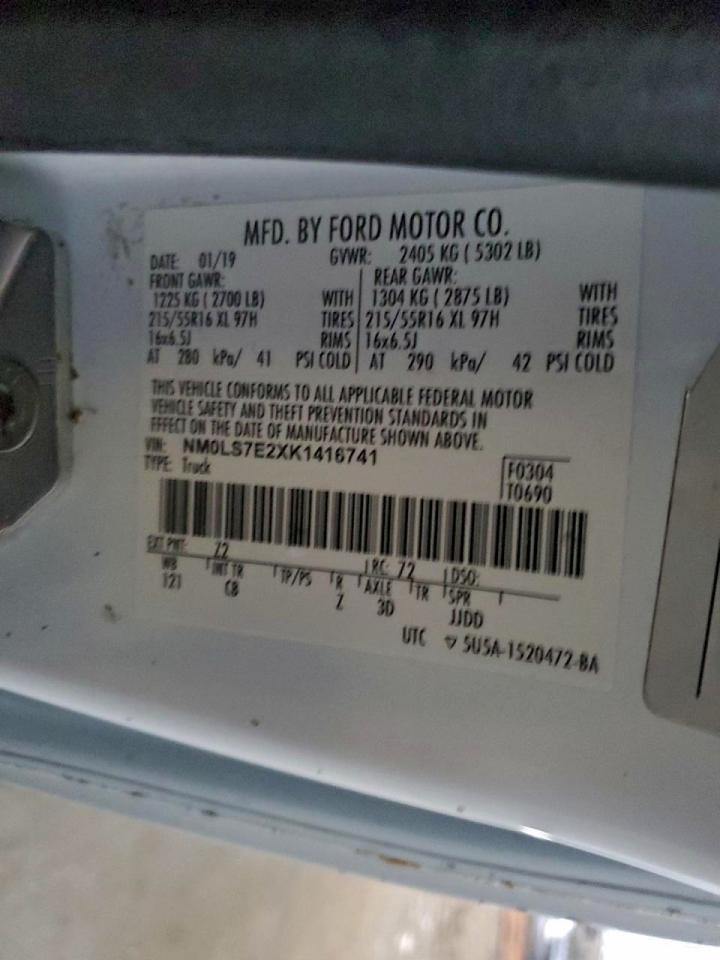 MFD. BY FORD MOTOR CO.
DATE: 01/19 GVWR: 2405 KG ( 5302 LB)
FRONT GAWR: REAR GAWR:
1225 KG ( 2700 LB) WITH 1304 KG ( 2875 LB) WITH
215/55R16 XL 97H TIRES 215/55R16 XL 97H TIRES
16x6.5J RIMS 16x6.5J RIMS
AT 280 kPa/ 41 PSI COLD AT 290 kPa/ 42 PSI COLD
THIS VEHICLE CONFORMS TO ALL APPLICABLE FEDERAL MOTOR
VEHICLE SAFETY AND THEFT PREVENTION STANDARDS IN
EFFECT ON THE DATE OF MANUFACTURE SHOWN ABOVE.
VIN: NM0LS7E2XK1416741
TYPE: Truck F0304
T0690
EXT PNT: Z2 RC: 72 DSO:
WB INT TR TP/PS R AXLE TR SPR
121 CB Z 3D JJDD
UTC ▽ 5U5A-1520472-BA